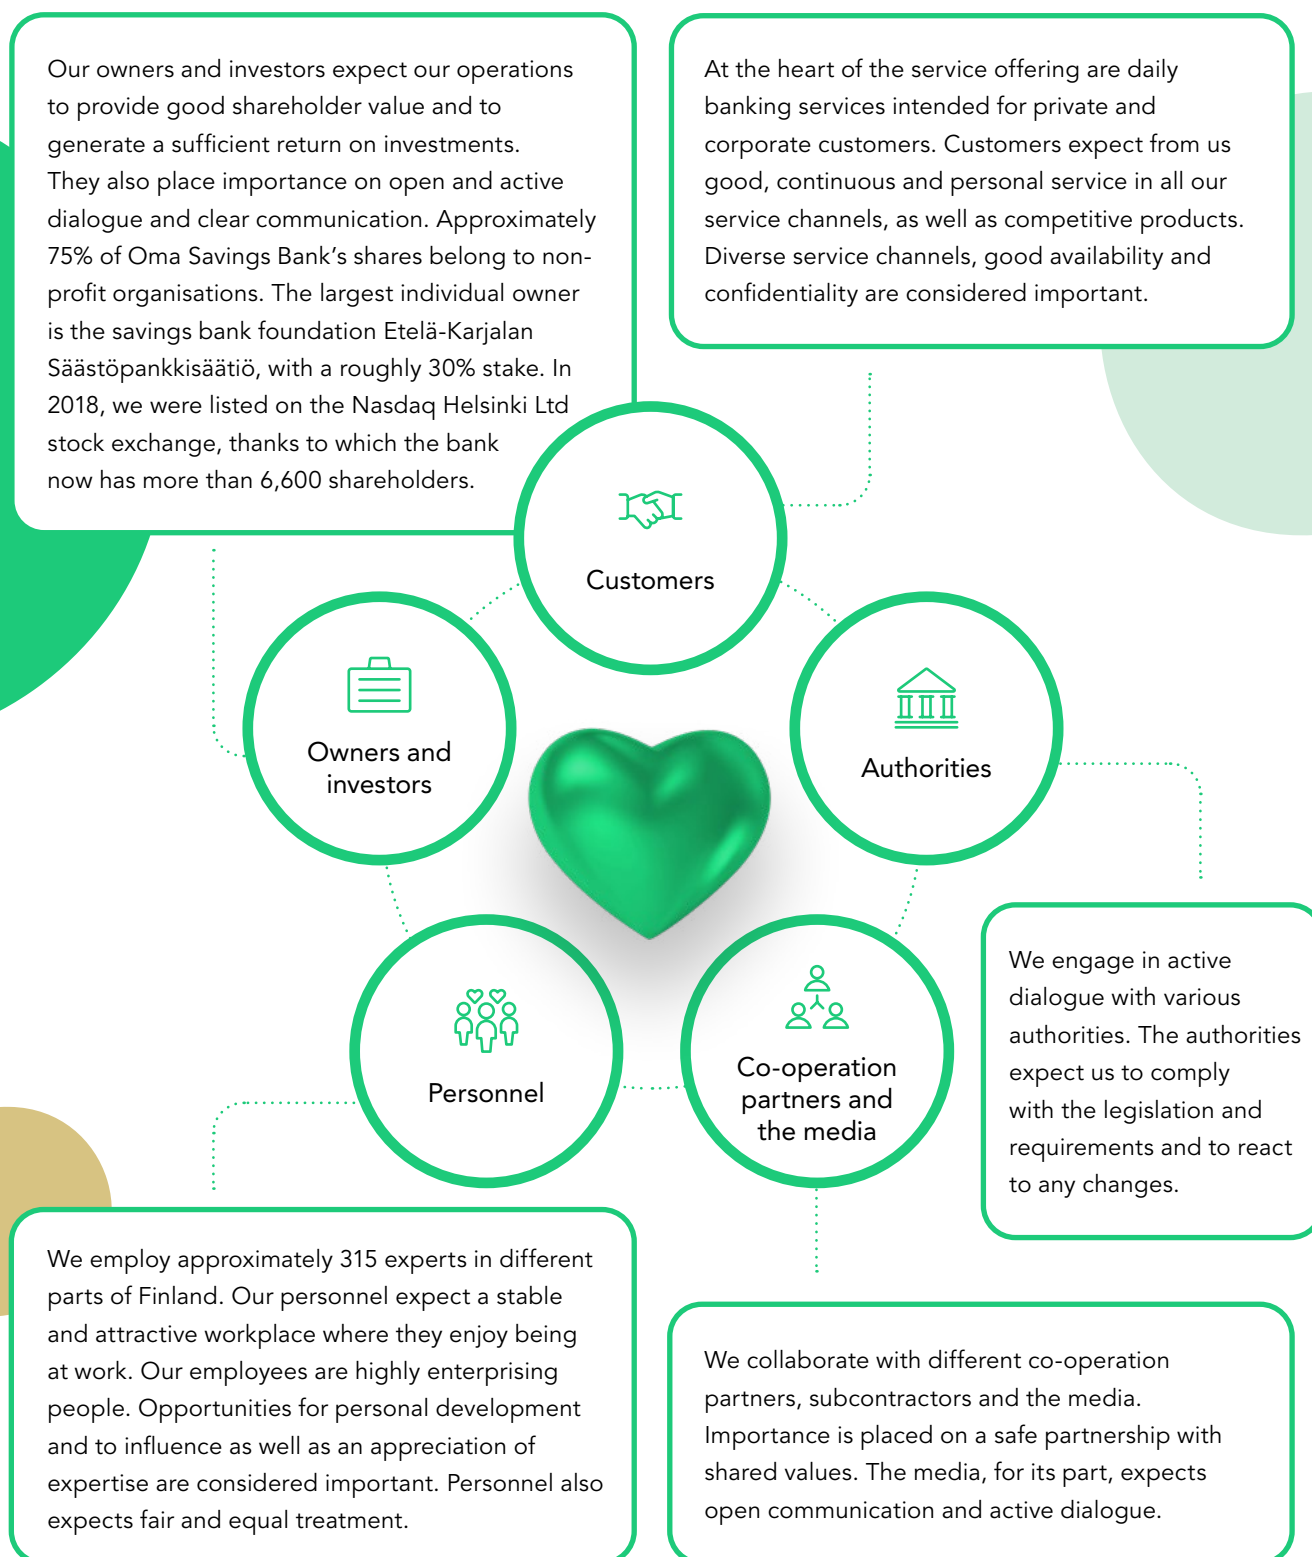 Our owners and investors expect our operations
to provide good shareholder value and to
generate a sufficient return on investments.
They also place importance on open and active
dialogue and clear communication. Approximately
75% of Oma Savings Bank’s shares belong to non-
profit organisations. The largest individual owner
is the savings bank foundation Etelä-Karjalan
Säästöpankkisäätiö, with a roughly 30% stake. In
2018, we were listed on the Nasdaq Helsinki Ltd
stock exchange, thanks to which the bank
now has more than 6,600 shareholders.
At the heart of the service offering are daily
banking services intended for private and
corporate customers. Customers expect from us
good, continuous and personal service in all our
service channels, as well as competitive products.
Diverse service channels, good availability and
confidentiality are considered important.
Customers
Owners and
investors
Authorities
Personnel
Co-operation
partners and
the media
We engage in active
dialogue with various
authorities. The authorities
expect us to comply
with the legislation and
requirements and to react
to any changes.
We employ approximately 315 experts in different
parts of Finland. Our personnel expect a stable
and attractive workplace where they enjoy being
at work. Our employees are highly enterprising
people. Opportunities for personal development
and to influence as well as an appreciation of
expertise are considered important. Personnel also
expects fair and equal treatment.
We collaborate with different co-operation
partners, subcontractors and the media.
Importance is placed on a safe partnership with
shared values. The media, for its part, expects
open communication and active dialogue.